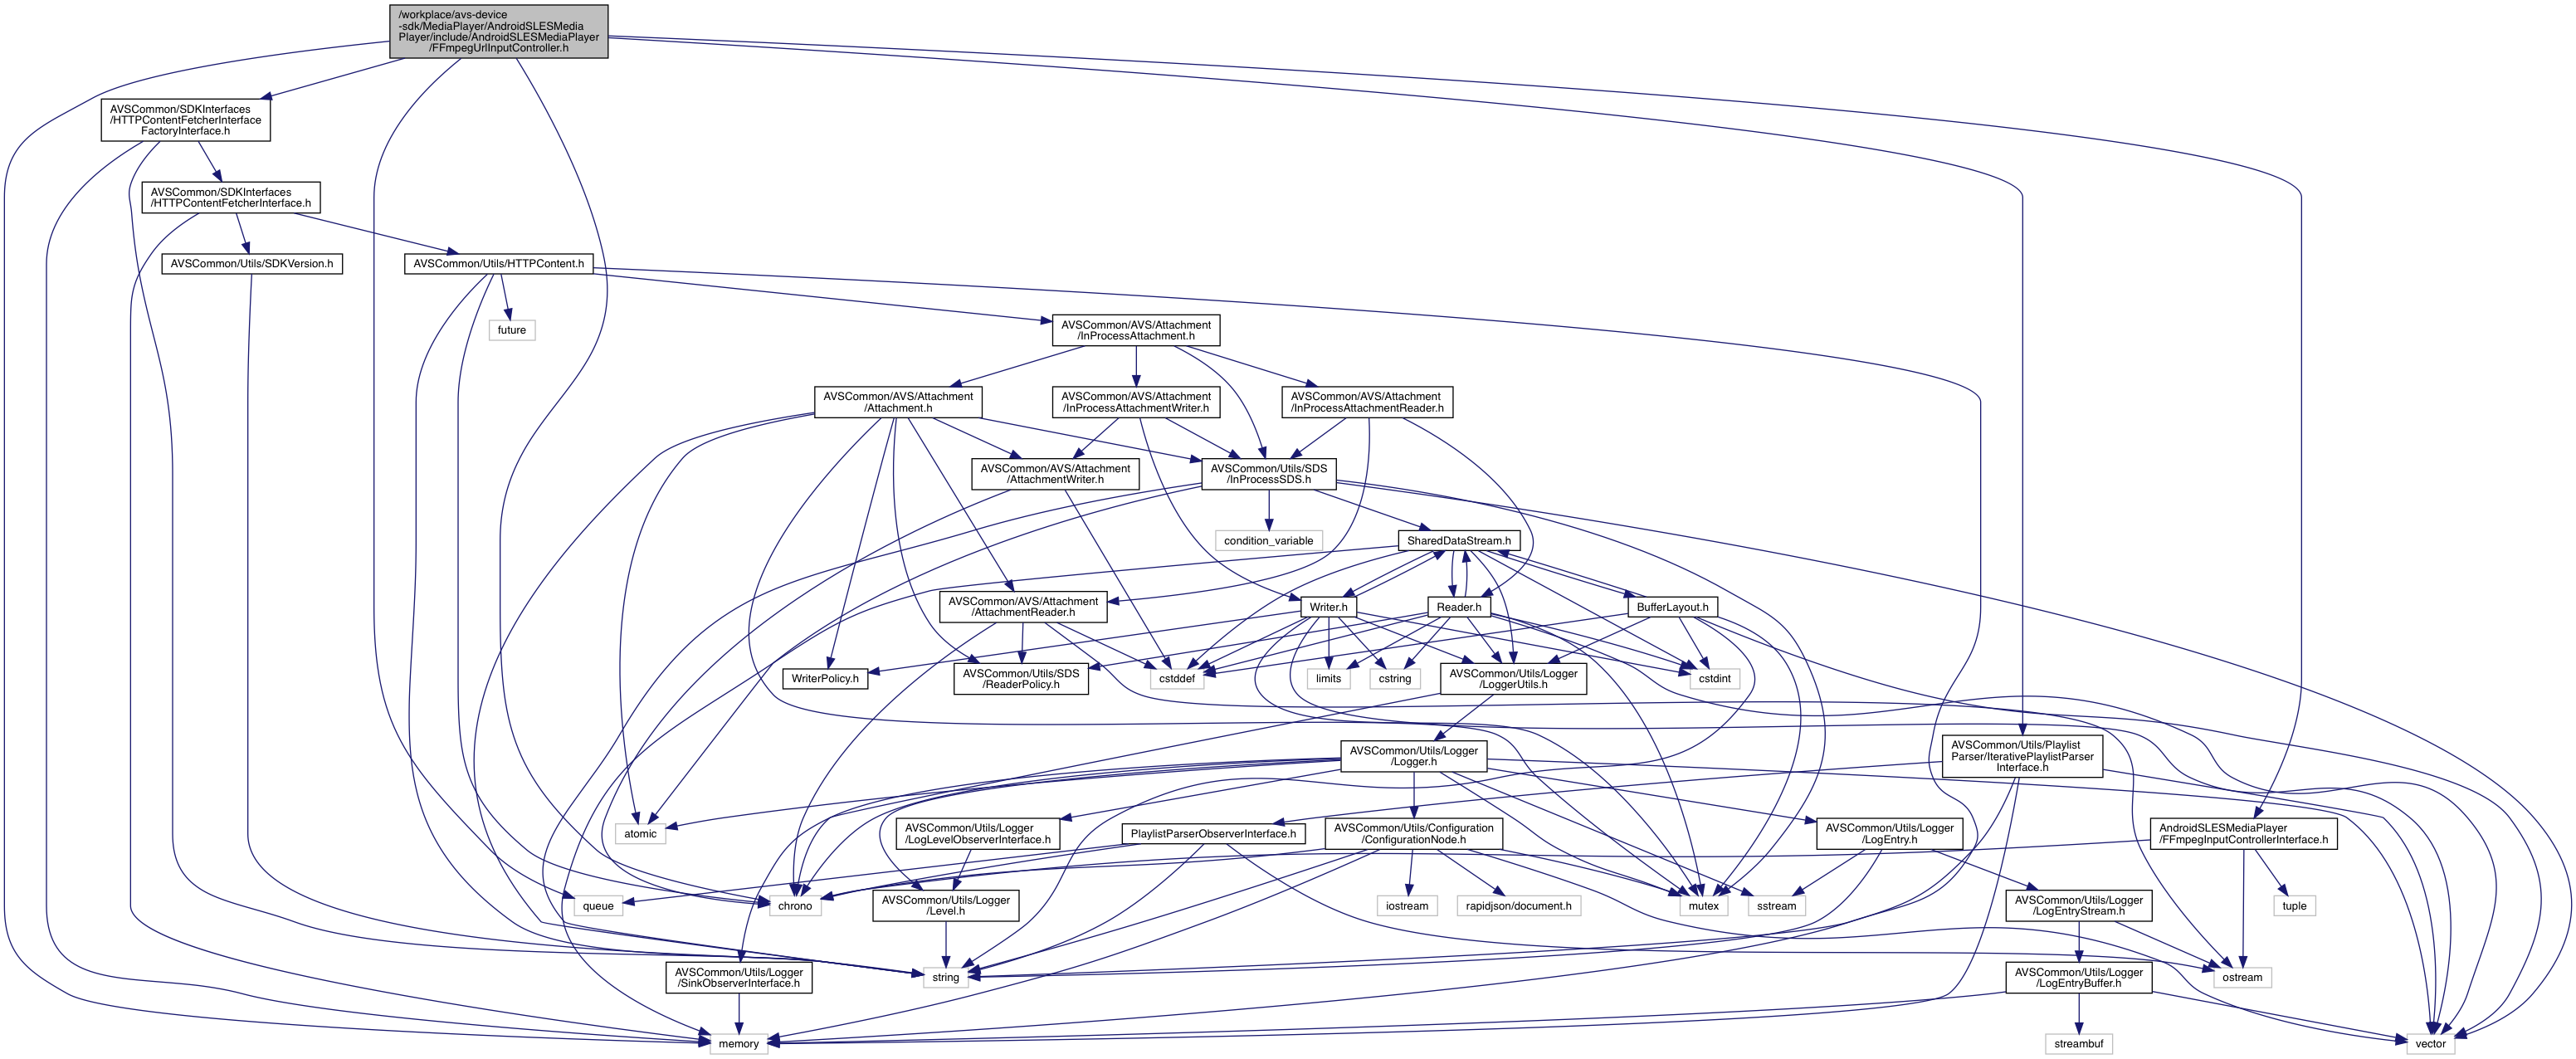 /workplace/avs-device
-sdk/MediaPlayer/AndroidSLESMedia
Player/include/AndroidSLESMediaPlayer
/FFmpegUrlInputController.h
AVSCommon/SDKInterfaces
/HTTPContentFetcherInterface
FactoryInterface.h
AVSCommon/SDKInterfaces
/HTTPContentFetcherInterface.h
AVSCommon/Utils/SDKVersion.h
AVSCommon/Utils/HTTPContent.h
future
AVSCommon/AVS/Attachment
/InProcessAttachment.h
AVSCommon/AVS/Attachment
/Attachment.h
AVSCommon/AVS/Attachment
/InProcessAttachmentWriter.h
AVSCommon/AVS/Attachment
/InProcessAttachmentReader.h
AVSCommon/AVS/Attachment
/AttachmentWriter.h
AVSCommon/Utils/SDS
/InProcessSDS.h
condition_variable
SharedDataStream.h
AVSCommon/AVS/Attachment
/AttachmentReader.h
Writer.h
Reader.h
BufferLayout.h
WriterPolicy.h
AVSCommon/Utils/SDS
/ReaderPolicy.h
cstddef
limits
cstring
AVSCommon/Utils/Logger
/LoggerUtils.h
cstdint
AVSCommon/Utils/Logger
/Logger.h
AVSCommon/Utils/Playlist
Parser/IterativePlaylistParser
Interface.h
atomic
AVSCommon/Utils/Logger
/LogLevelObserverInterface.h
PlaylistParserObserverInterface.h
AVSCommon/Utils/Configuration
/ConfigurationNode.h
AVSCommon/Utils/Logger
/LogEntry.h
AndroidSLESMediaPlayer
/FFmpegInputControllerInterface.h
queue
chrono
AVSCommon/Utils/Logger
/Level.h
iostream
rapidjson/document.h
mutex
sstream
AVSCommon/Utils/Logger
/LogEntryStream.h
tuple
AVSCommon/Utils/Logger
/SinkObserverInterface.h
string
AVSCommon/Utils/Logger
/LogEntryBuffer.h
ostream
memory
streambuf
vector